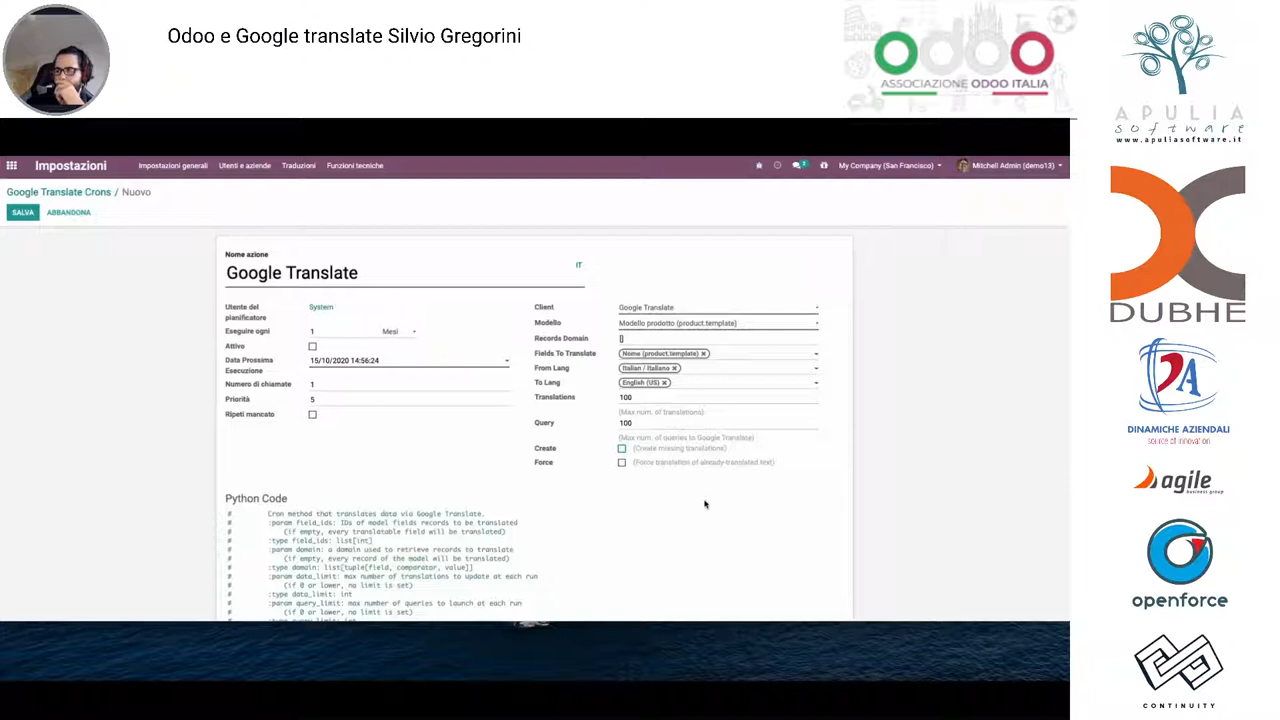 Odoo e Google translate Silvio Gregorini
odoo
ASSOCIAZIONE ODOO ITALIA
APULIA
software
www.apuliasoftware.it
DUBHE
DA
DINAMICHE AZIENDALI
source of innovation
agile
business group
openforce
CONTINUITY
Impostazioni
Impostazioni generali
Utenti e aziende
Traduzioni
Funzioni tecniche
My Company (San Francisco)
Mitchell Admin (demo13)
Google Translate Crons / Nuovo
SALVA ABBANDONA
Nome azione
Google Translate
IT
Utente del pianificatore System
Eseguire ogni 1 Mesi
Attivo
Data Prossima Esecuzione 15/10/2020 14:56:24
Numero di chiamate 1
Priorità 5
Ripeti mancato
Client Google Translate
Modello Modello prodotto (product.template)
Records Domain []
Fields To Translate Nome (product.template) ×
From Lang Italian / Italiano ×
To Lang English (US) ×
Translations 100
(Max num. of translations)
Query 100
(Max num. of queries to Google Translate)
Create (Create missing translations)
Force (Force translation of already-translated text)
Python Code
# Cron method that translates data via Google Translate.
# :param field_ids: IDs of model fields records to be translated
# (if empty, every translatable field will be translated)
# :type field_ids: list[int]
# :param domain: a domain used to retrieve records to translate
# (if empty, every record of the model will be translated)
# :type domain: list[tuple[field, comparator, value]]
# :param data_limit: max number of translations to update at each run
# (if 0 or lower, no limit is set)
# :type data_limit: int
# :param query_limit: max number of queries to launch at each run
# (if 0 or lower, no limit is set)